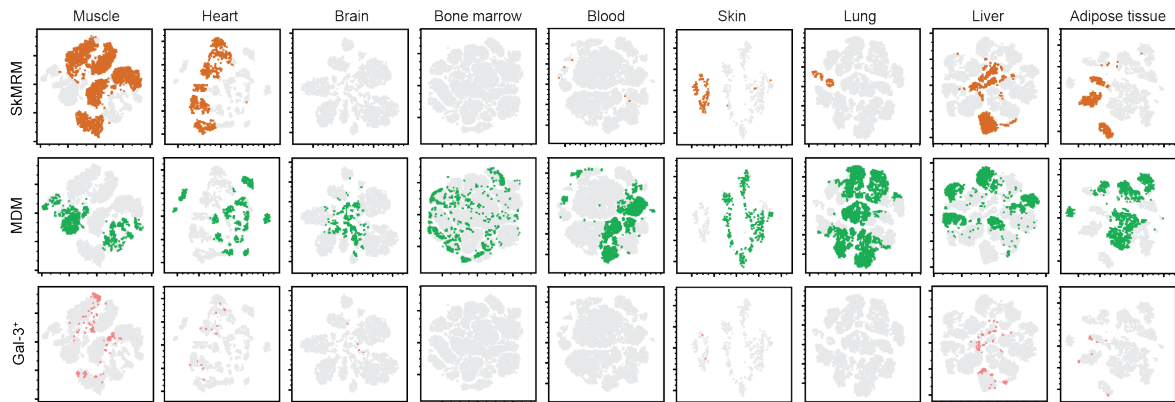 Muscle Heart Brain Bone marrow Blood Skin Lung Liver Adipose tissue
SkMRM
MDM
Gal-3⁺